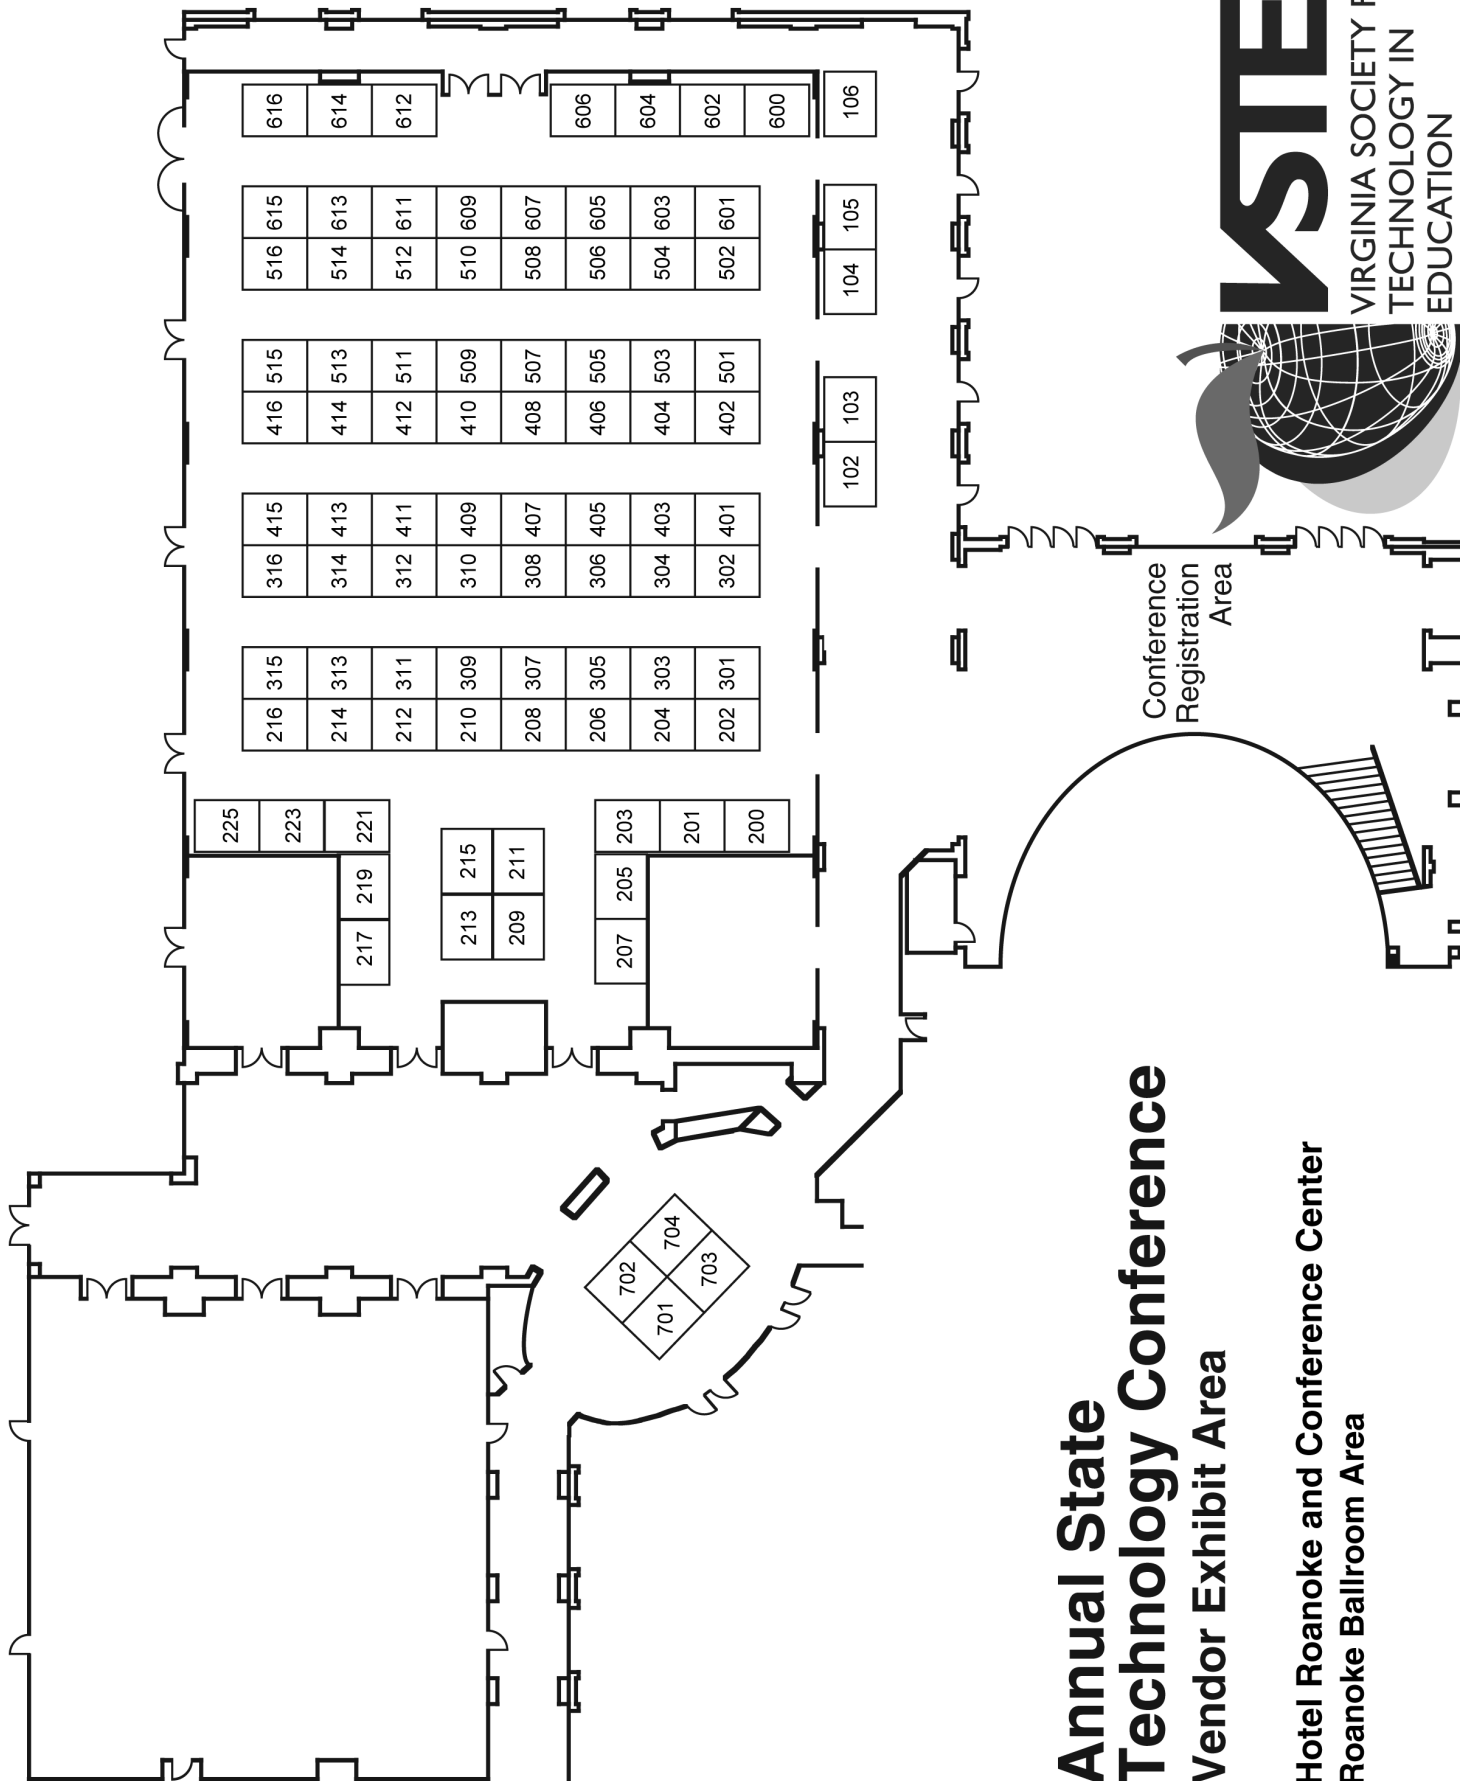 225
216 315 316 415 416 515 516 615 616
223
214 313 314 413 414 513 514 613 614
217 219 221
212 311 312 411 412 511 512 611 612
213 215 210 309 310 409 410 509 510 609
209 211 208 307 308 407 408 507 508 607
206 305 306 405 406 505 506 605 606
702 207 205 203
204 303 304 403 404 503 504 603 604
701 704 201
703 202 301 302 401 402 501 502 601 602
200 600
102 103 104 105 106
Annual State
Technology Conference
Vendor Exhibit Area
Hotel Roanoke and Conference Center
Roanoke Ballroom Area
Conference
Registration
Area
VSTE
VIRGINIA SOCIETY
TECHNOLOGY IN
EDUCATION